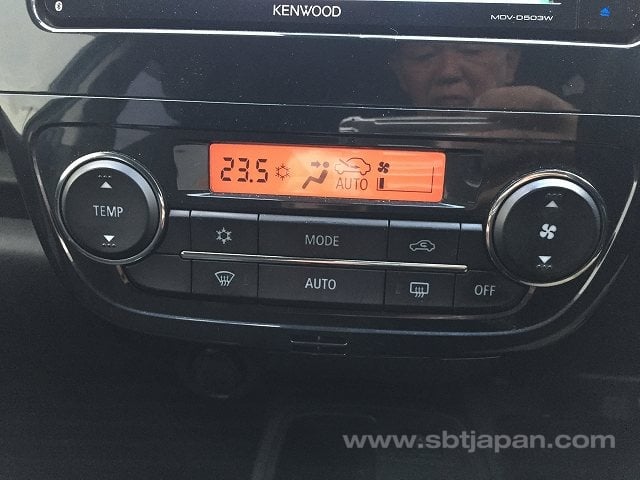 KENWOOD MDV-D503W
23.5 AUTO
TEMP
MODE
AUTO
OFF
www.sbtjapan.com